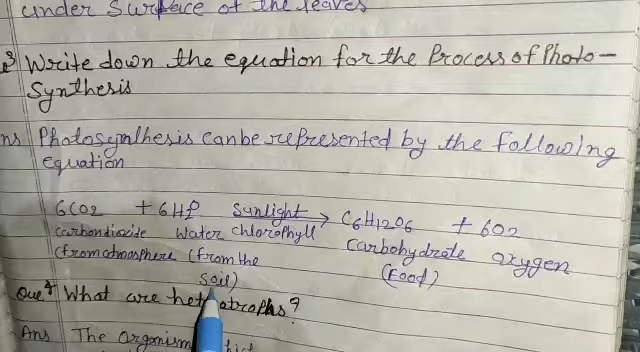 under surface of the leaves
Write down the equation for the Process of Photo-
Synthesis
ns Photosynthesis can be represented by the following
equation
6CO2 + 6H2O Sunlight → C6H12O6 + 6O2
carbondioxide water chlorophyll carbohydrate oxygen
(from atmosphere (from the (Food)
soil)
Que What are
Ans The organism